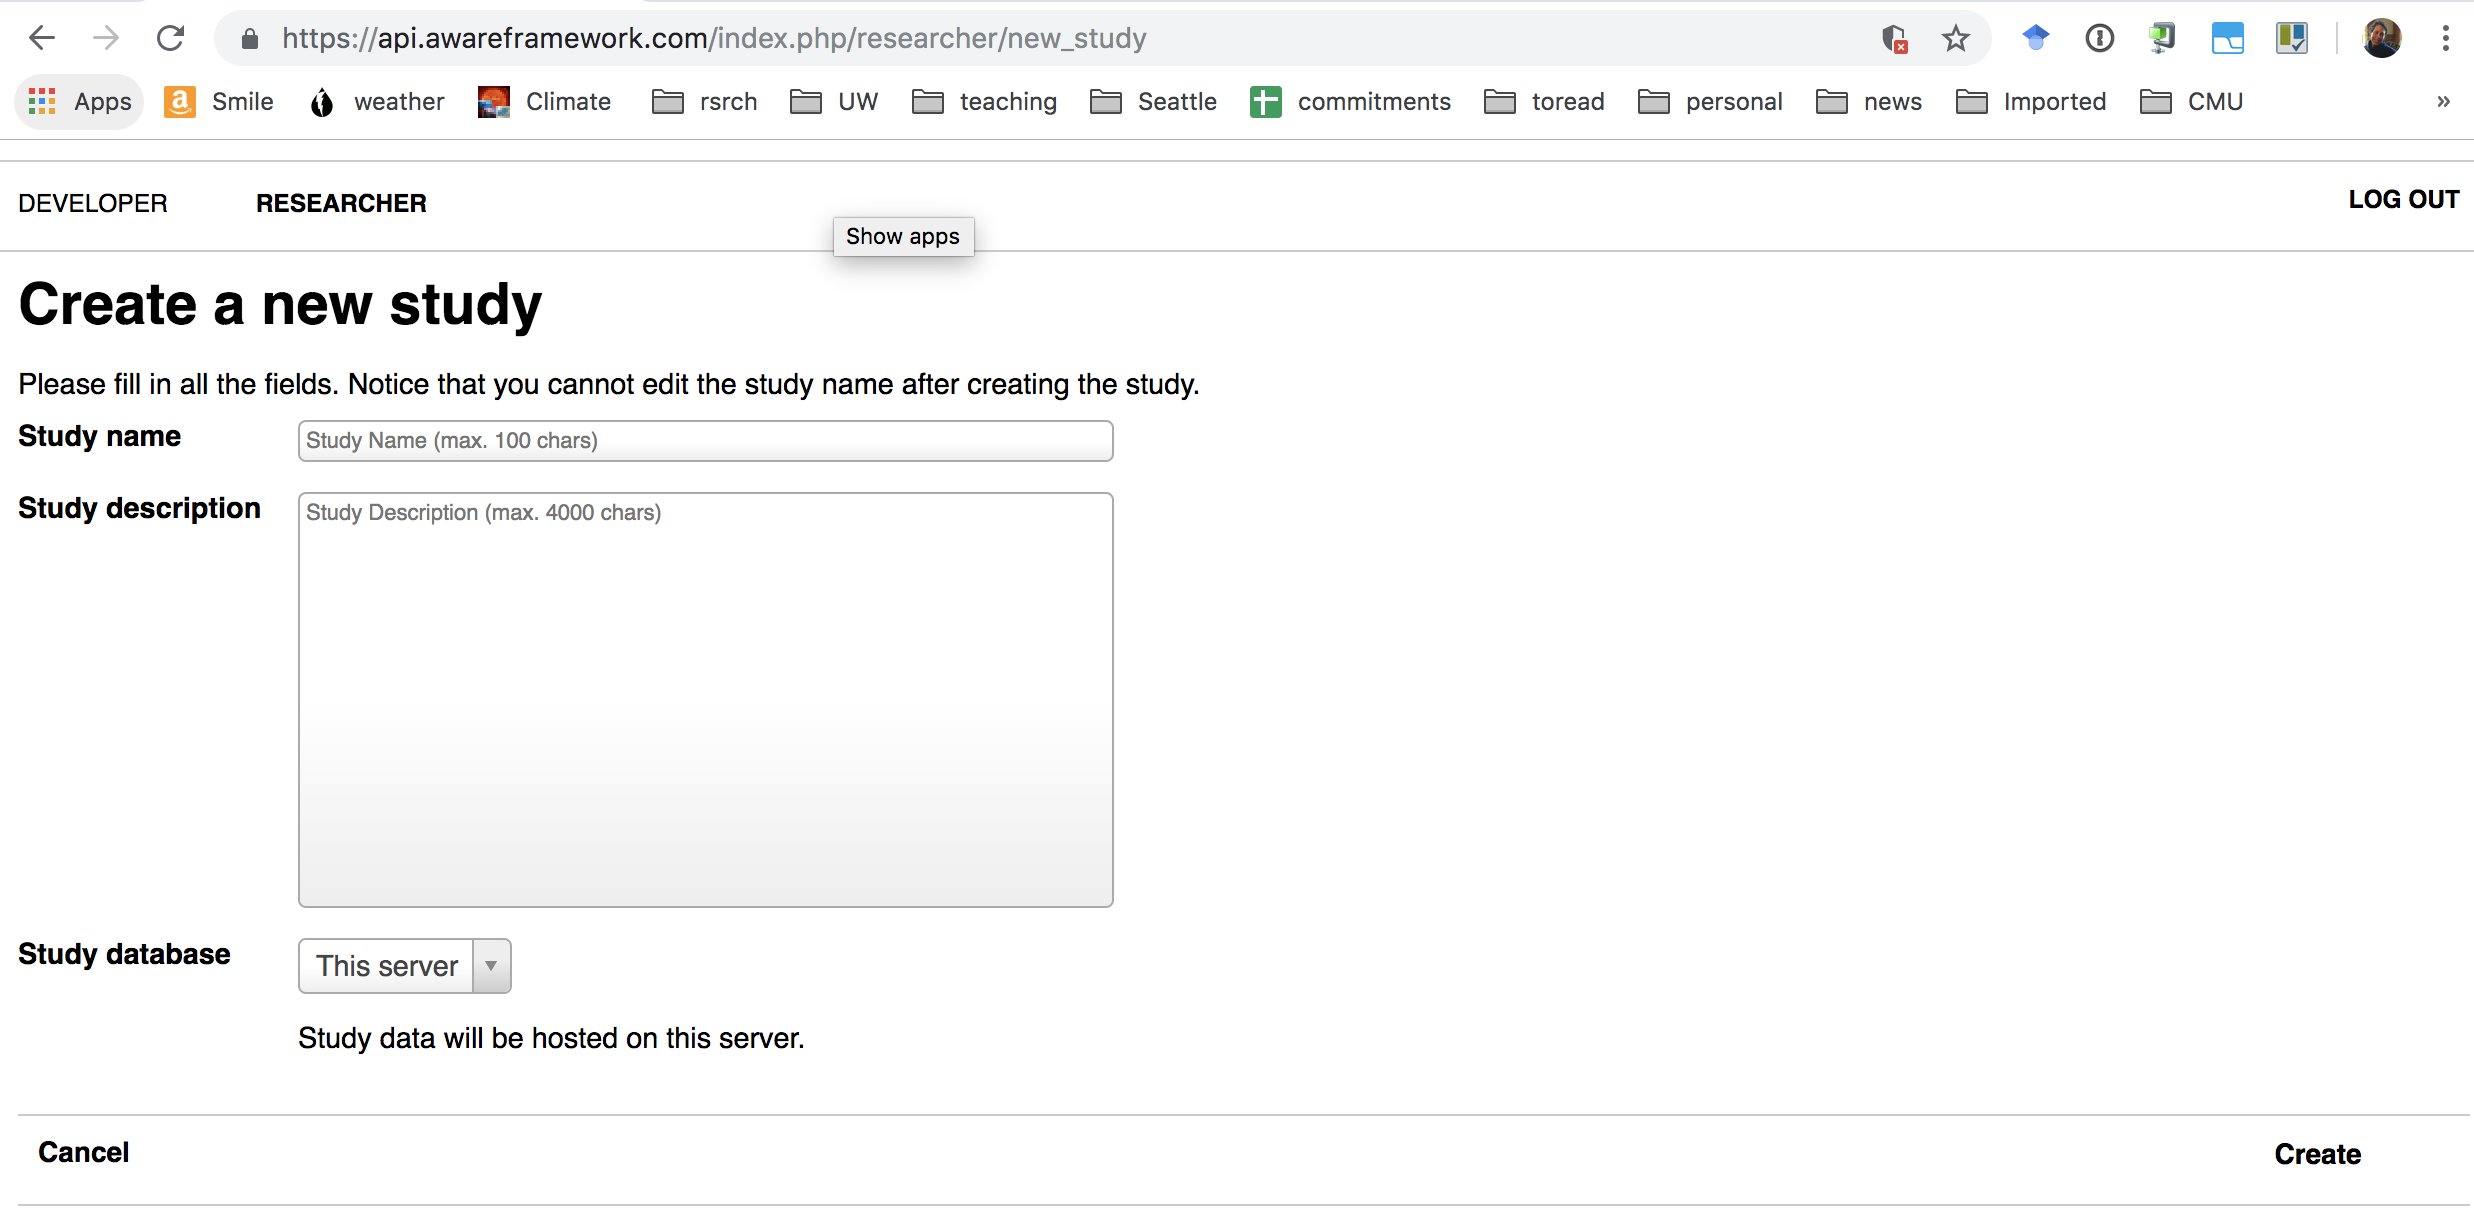 https://api.awareframework.com/index.php/researcher/new_study
Apps Smile weather Climate rsrch UW teaching Seattle commitments toread personal news Imported CMU »
DEVELOPER RESEARCHER LOG OUT
Show apps
Create a new study
Please fill in all the fields. Notice that you cannot edit the study name after creating the study.
Study name Study Name (max. 100 chars)
Study description Study Description (max. 4000 chars)
Study database This server
Study data will be hosted on this server.
Cancel Create